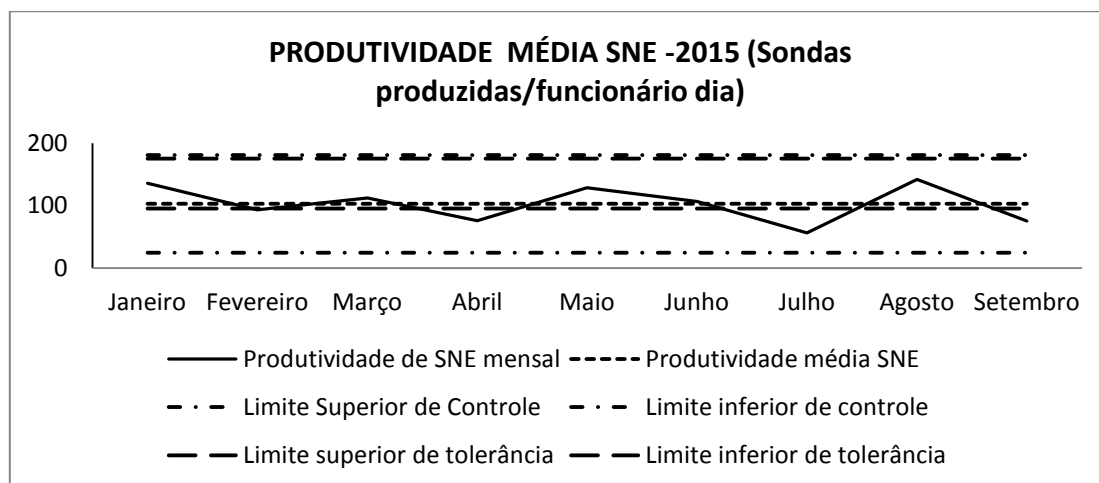 PRODUTIVIDADE MÉDIA SNE -2015 (Sondas
produzidas/funcionário dia)
200
100
0
Janeiro Fevereiro Março Abril Maio Junho Julho Agosto Setembro
Produtividade de SNE mensal Produtividade média SNE
Limite Superior de Controle Limite inferior de controle
Limite superior de tolerância Limite inferior de tolerância